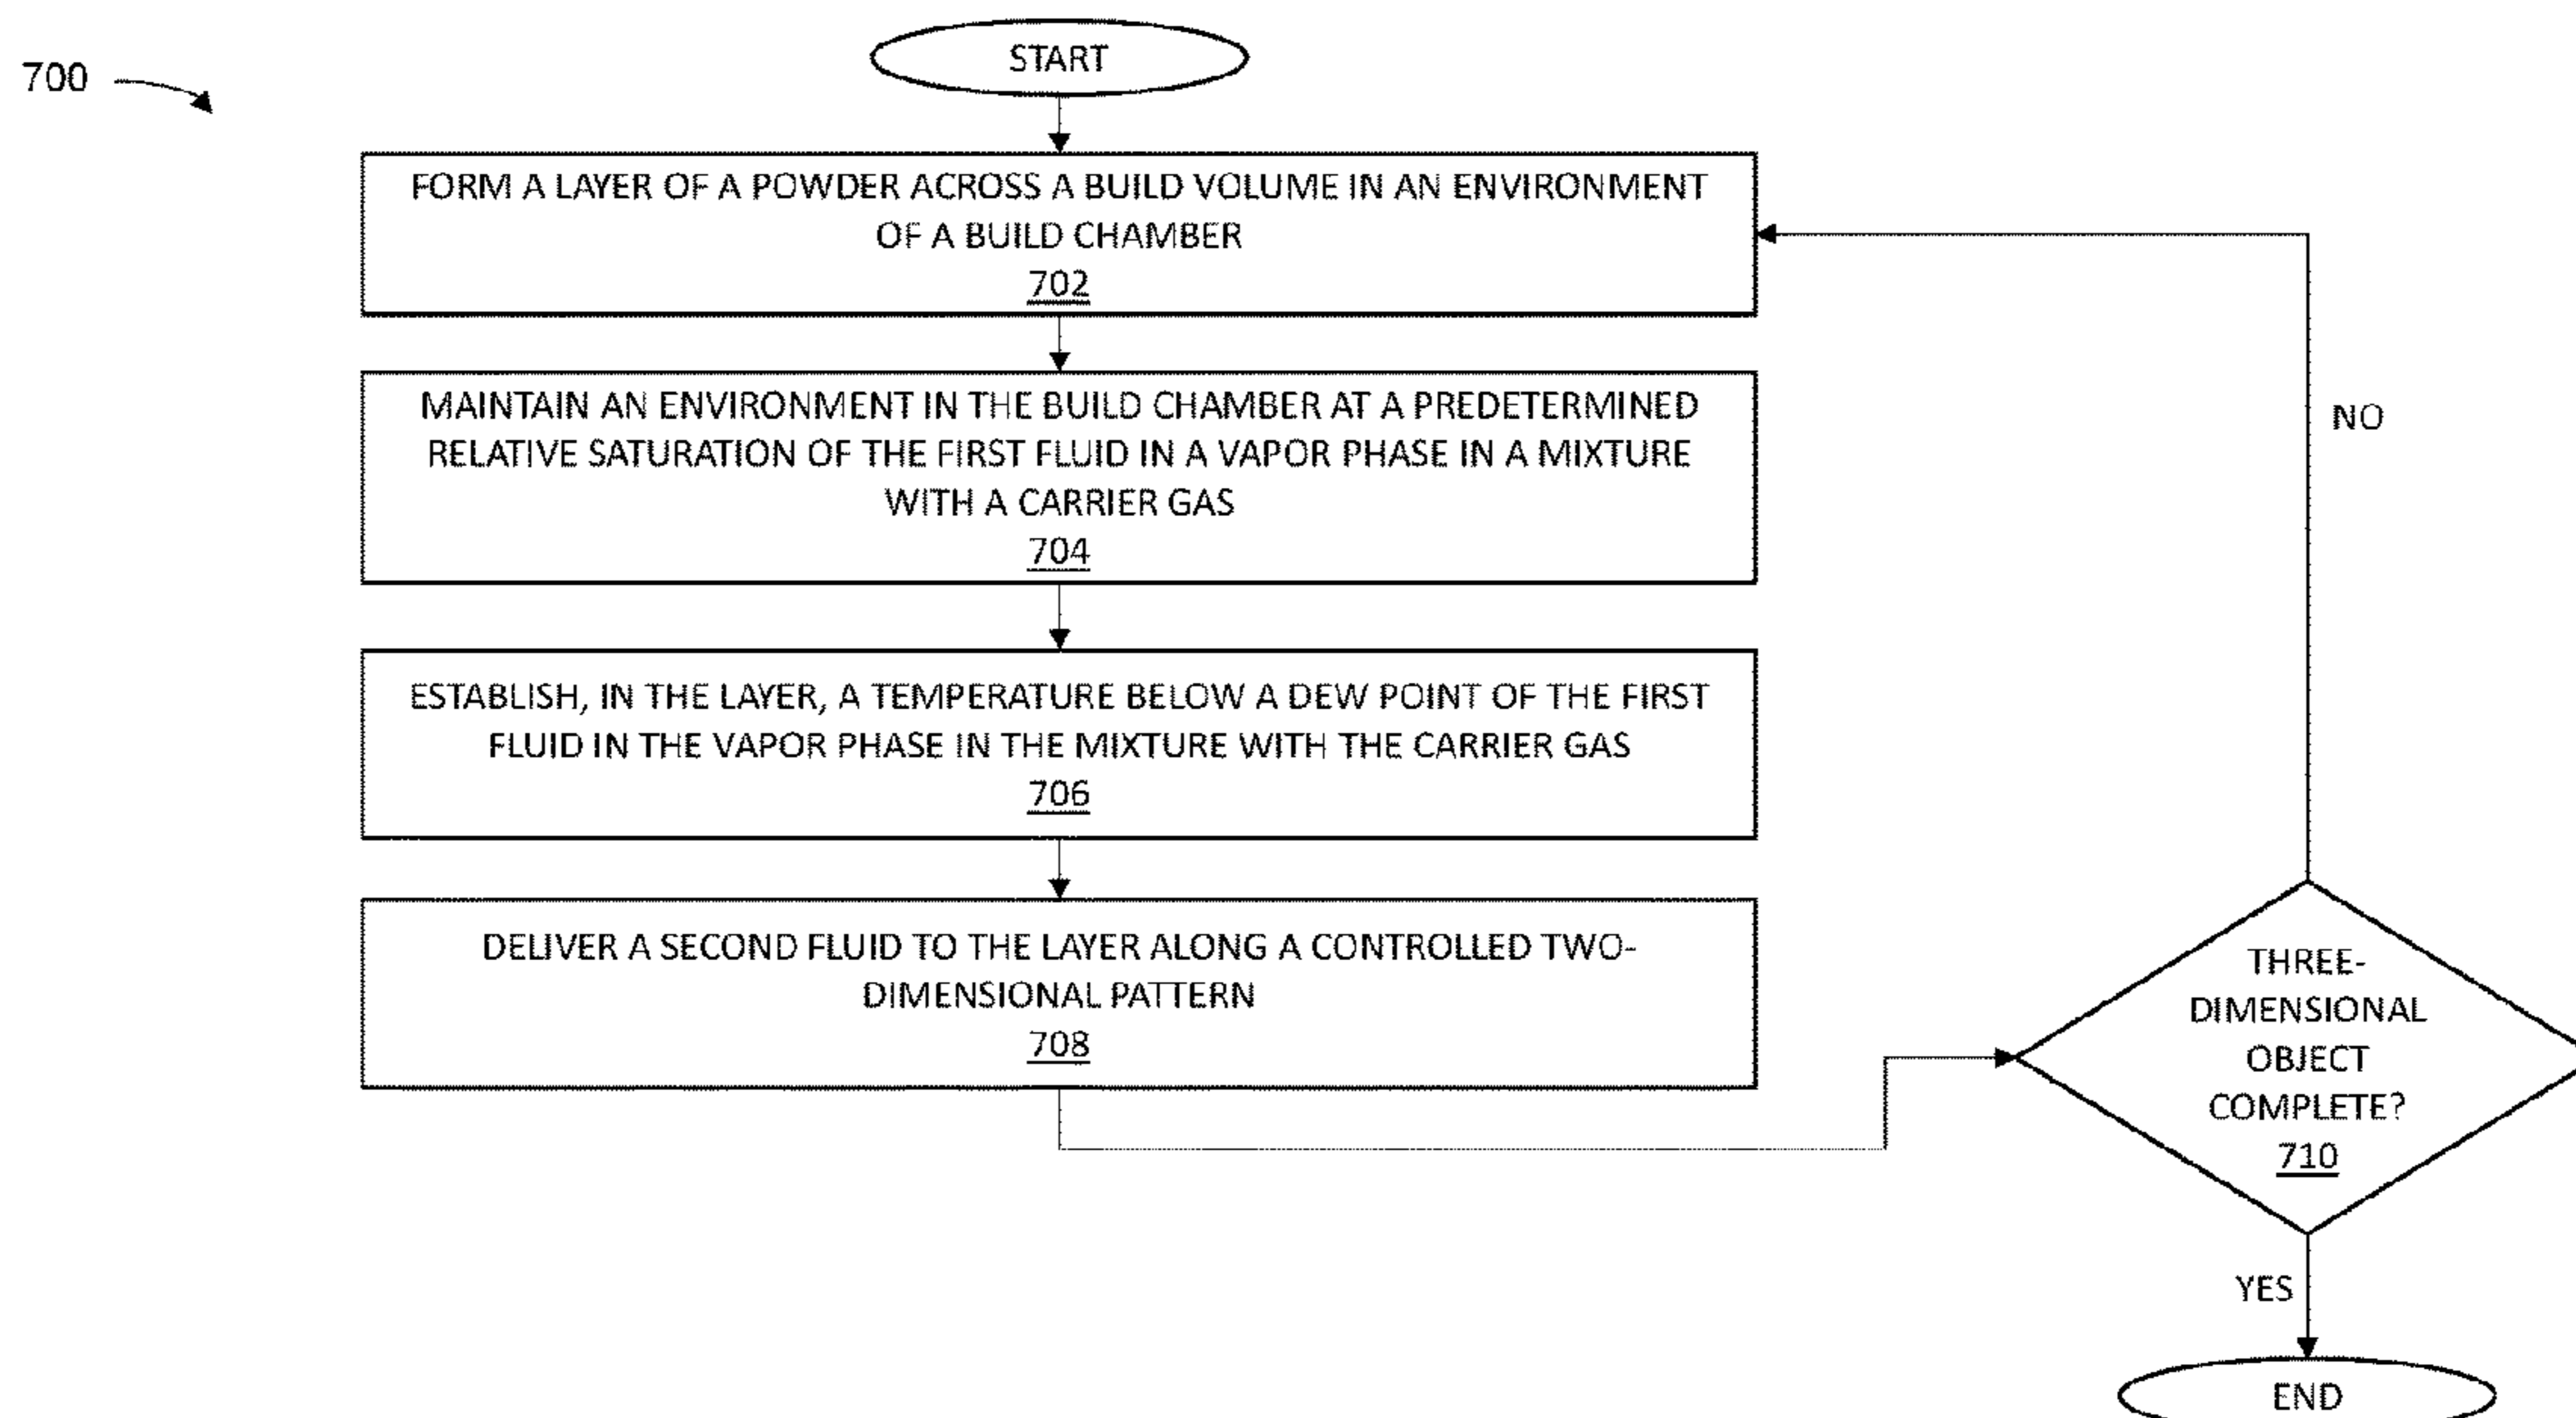 700
START
FORM A LAYER OF A POWDER ACROSS A BUILD VOLUME IN AN ENVIRONMENT
OF A BUILD CHAMBER
702
MAINTAIN AN ENVIRONMENT IN THE BUILD CHAMBER AT A PREDETERMINED
RELATIVE SATURATION OF THE FIRST FLUID IN A VAPOR PHASE IN A MIXTURE
WITH A CARRIER GAS
704
ESTABLISH, IN THE LAYER, A TEMPERATURE BELOW A DEW POINT OF THE FIRST
FLUID IN THE VAPOR PHASE IN THE MIXTURE WITH THE CARRIER GAS
706
DELIVER A SECOND FLUID TO THE LAYER ALONG A CONTROLLED TWO-
DIMENSIONAL PATTERN
708
NO
THREE-
DIMENSIONAL
OBJECT
COMPLETE?
710
YES
END